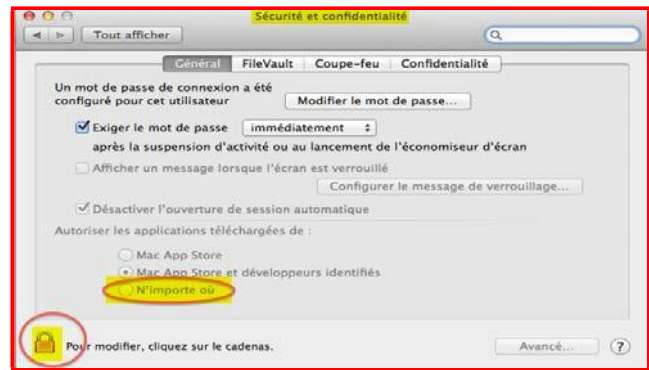 Sécurité et confidentialité
Tout afficher
Général FileVault Coupe-feu Confidentialité
Un mot de passe de connexion a été
configuré pour cet utilisateur Modifier le mot de passe...
Exiger le mot de passe immédiatement
après la suspension d'activité ou au lancement de l'économiseur d'écran
Afficher un message lorsque l'écran est verrouillé
Configurer le message de verrouillage...
Désactiver l'ouverture de session automatique
Autoriser les applications téléchargées de :
Mac App Store
Mac App Store et développeurs identifiés
N'importe où
Pour modifier, cliquez sur le cadenas. Avancé... ?